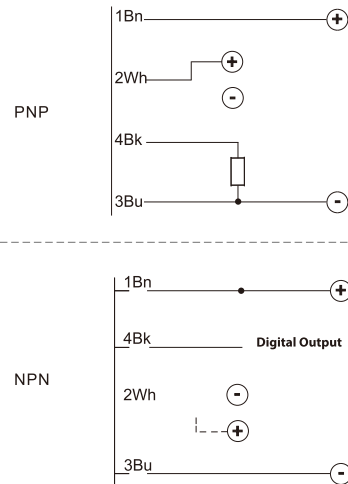 1Bn
+
2Wh
+
-
PNP
4Bk
3Bu
-
1Bn
+
4Bk
Digital Output
NPN
2Wh
-
+
3Bu
-